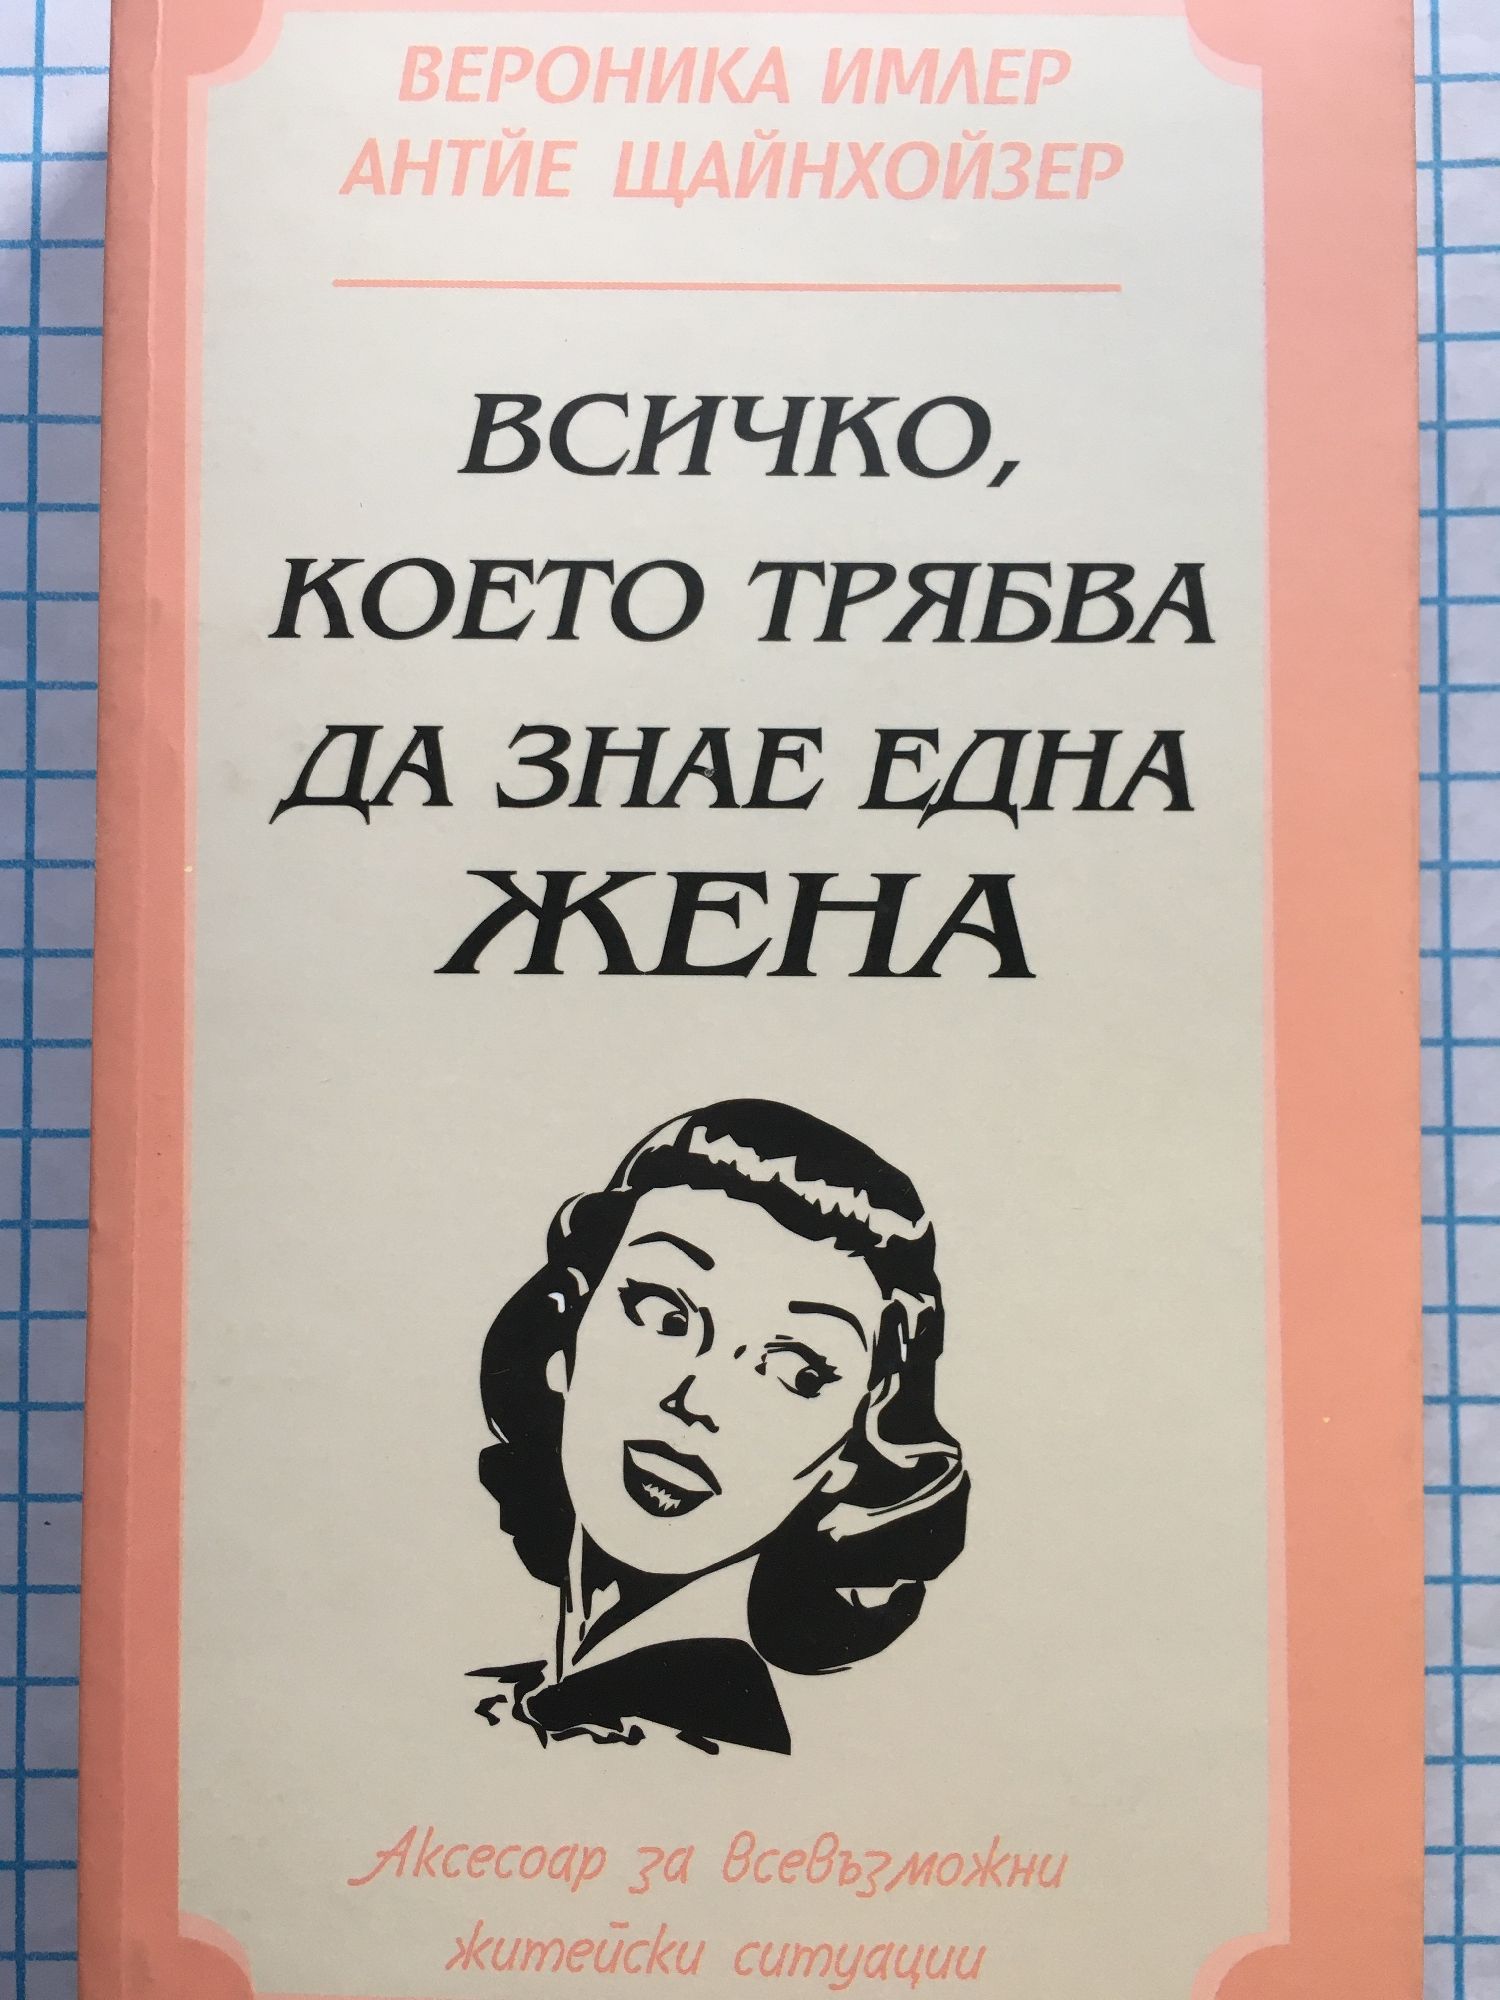 ВЕРОНИКА ИМЛЕР
АНТЙЕ ЩАЙНХОЙЗЕР
ВСИЧКО,
КОЕТО ТРЯБВА
ДА ЗНАЕ ЕДНА
ЖЕНА
Аксесоар за всевъзможни
житейски ситуации